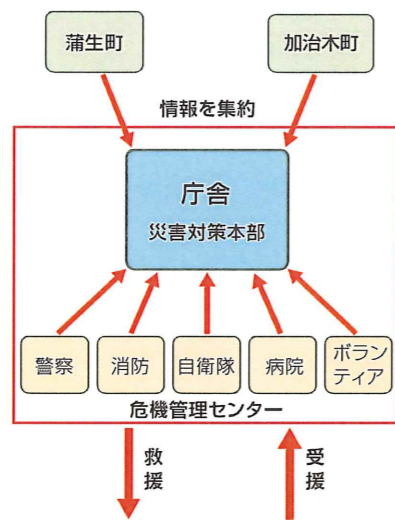 蒲生町
加治木町
情報を集約
庁舎
災害対策本部
警察
消防
自衛隊
病院
ボラン
ティア
危機管理センター
救援
受援